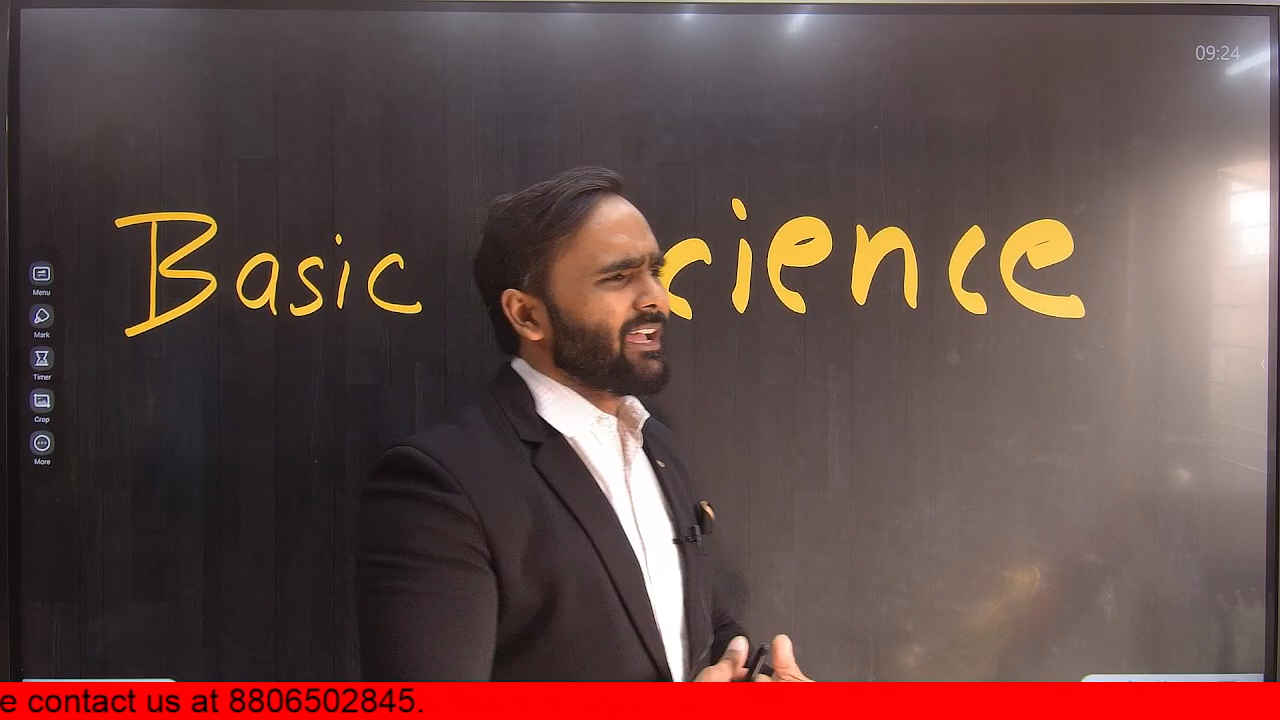 09:24
Basic cience
Menu
Mark
Timer
Crop
More
e contact us at 8806502845.